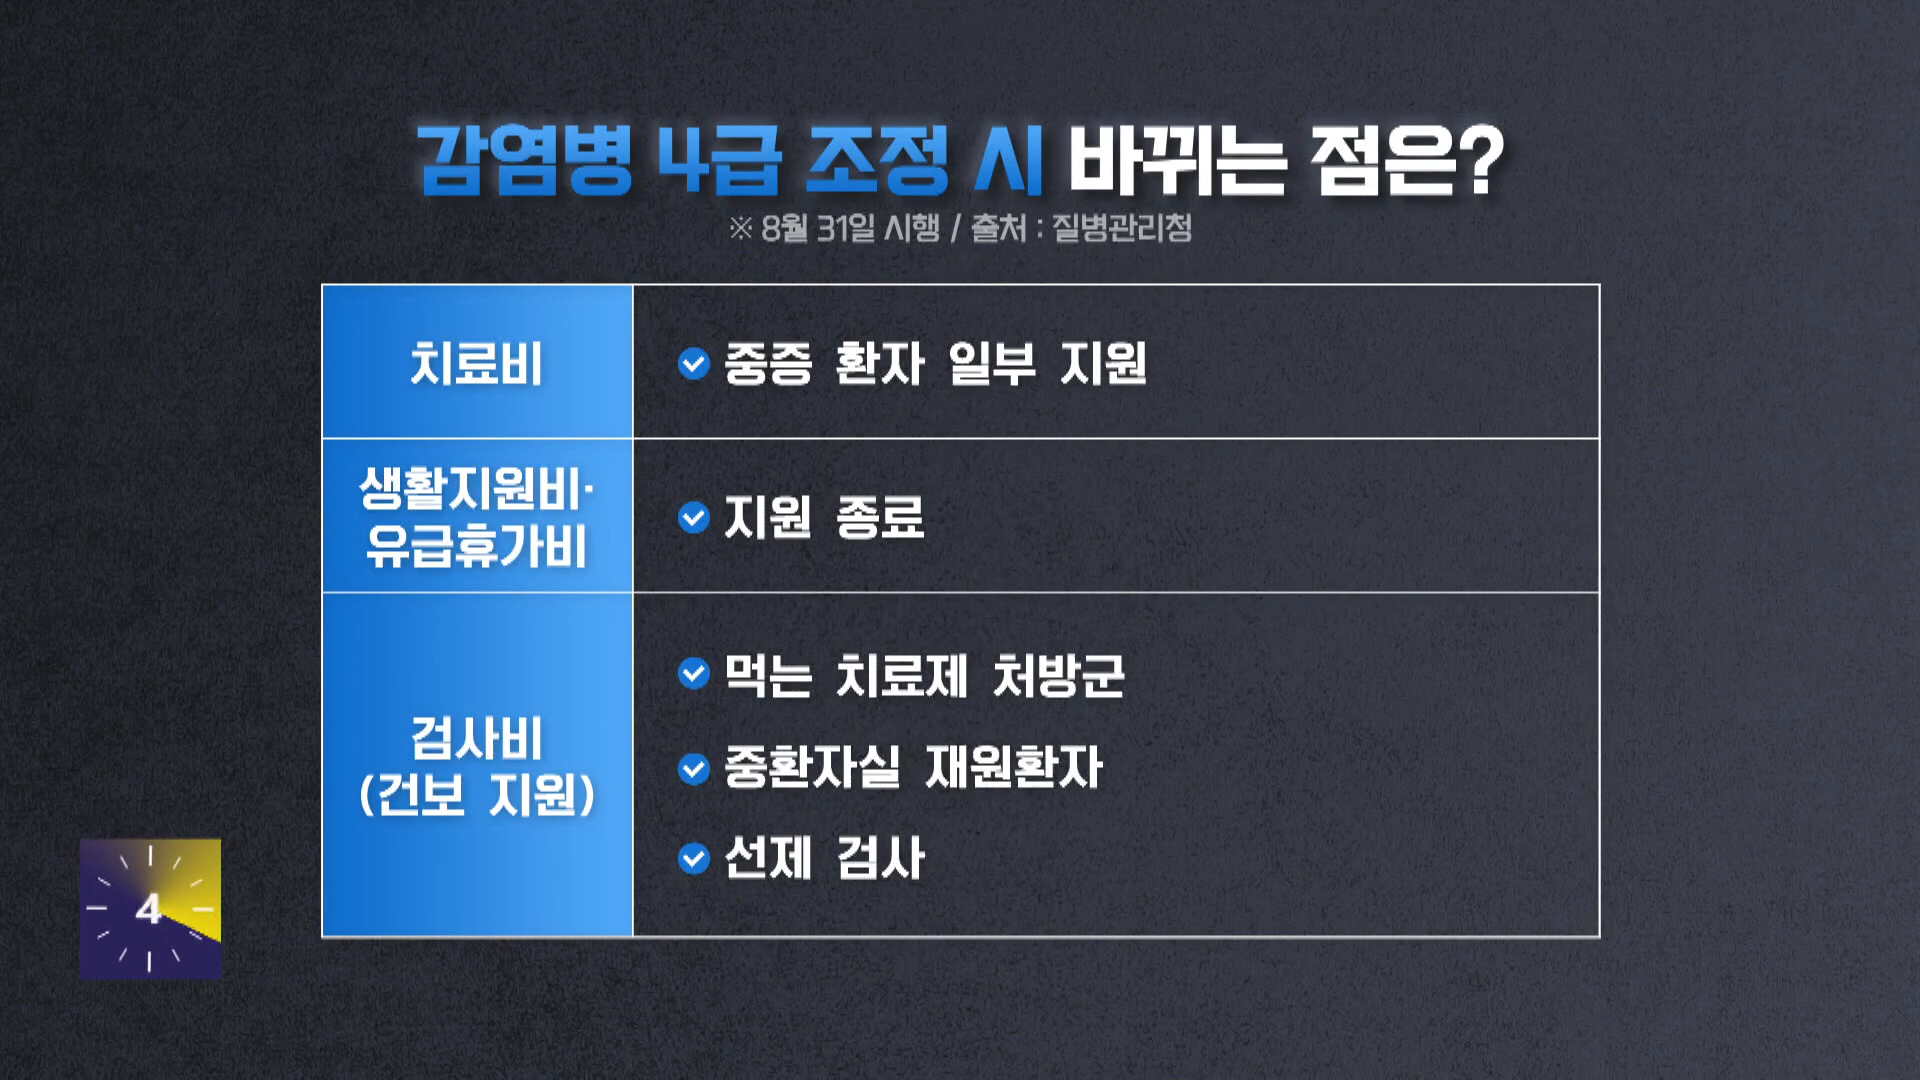 감염병 4급 조정 시 바뀌는 점은?
※ 8월 31일 시행 / 출처 : 질병관리청
치료비
중증 환자 일부 지원
생활지원비·
유급휴가비
지원 종료
검사비
(건보 지원)
먹는 치료제 처방군
중환자실 재원환자
선제 검사
4